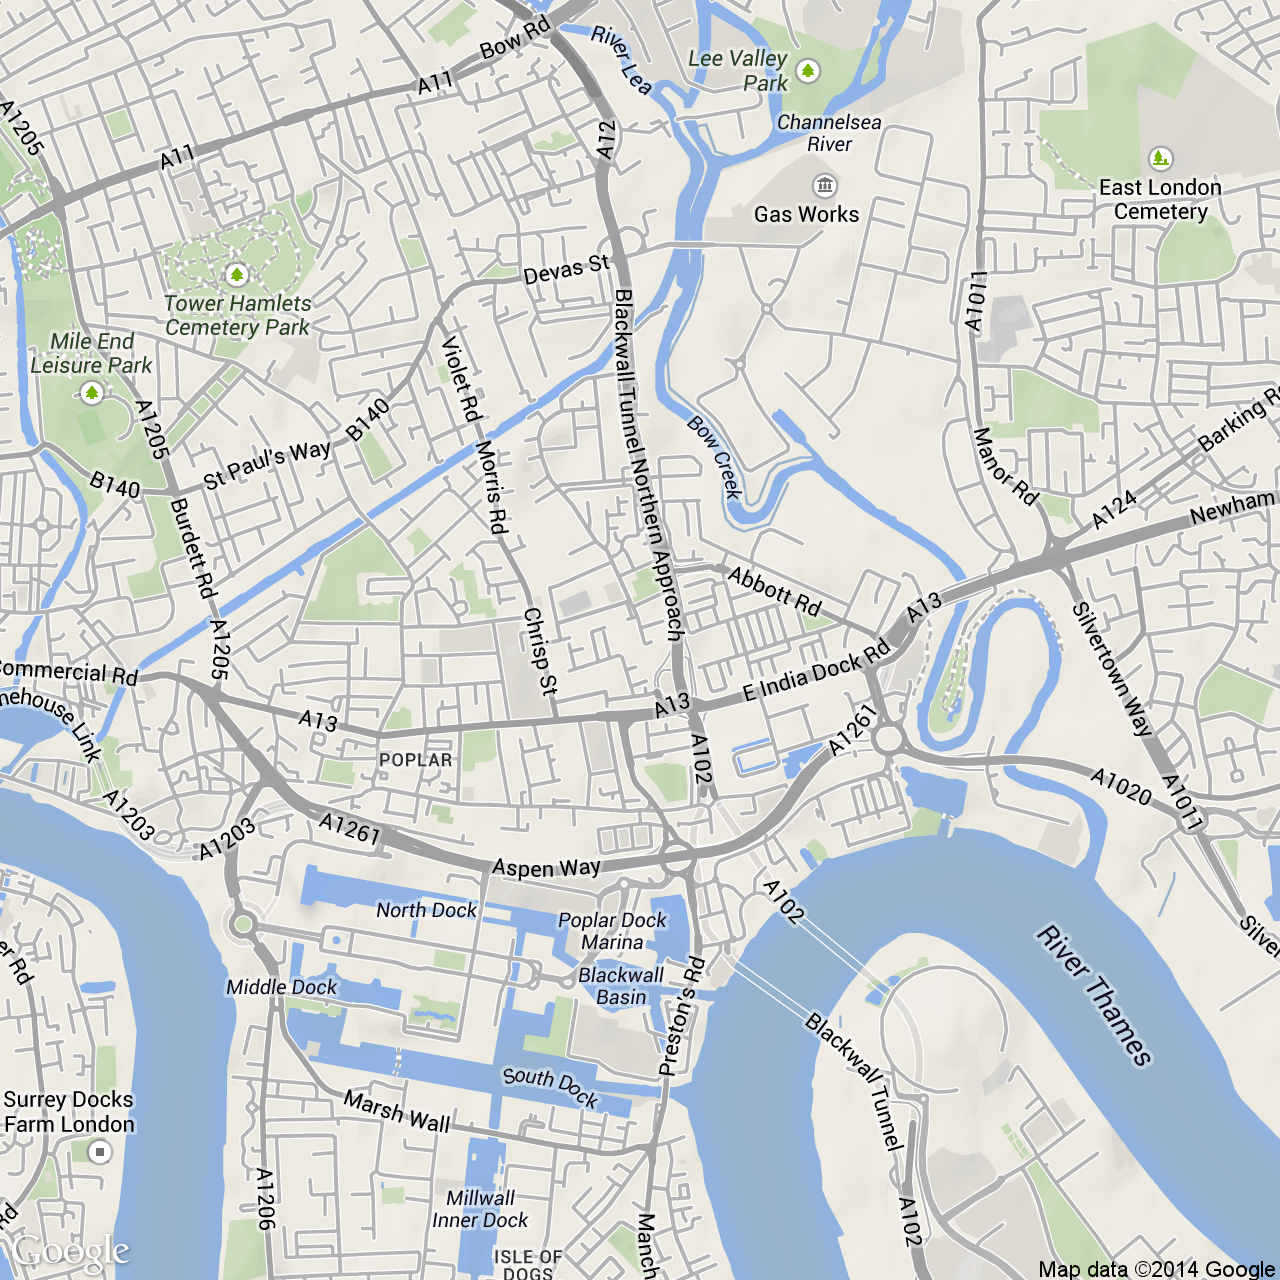 Bow Rd
River Lea
Lee Valley
Park
A11
A1205
A12
Channelsea
River
A11
East London
Cemetery
Gas Works
Devas St
Tower Hamlets
Cemetery Park
A1011
Blackwall Tunnel Northern Approach
Mile End
Leisure Park
Violet Rd
A1205
B140
Barking Rd
Bow Creek
St Paul's Way
Morris Rd
Manor Rd
B140
A124
Newham
Burdett Rd
Abbott Rd
A13
Silvertown Way
Chrisp St
A1205
E India Dock Rd
Commercial Rd
A13
A13
A1261
A102
POPLAR
A1020
A1011
A1203
A1203
A1261
Aspen Way
A102
North Dock
Poplar Dock
Marina
River Thames
Blackwall
Basin
Middle Dock
Preston's Rd
Blackwall Tunnel
South Dock
Marsh Wall
Surrey Docks
Farm London
A1206
Millwall
Inner Dock
A102
Manch
ISLE OF
DOGS
Google
Map data ©2014 Google